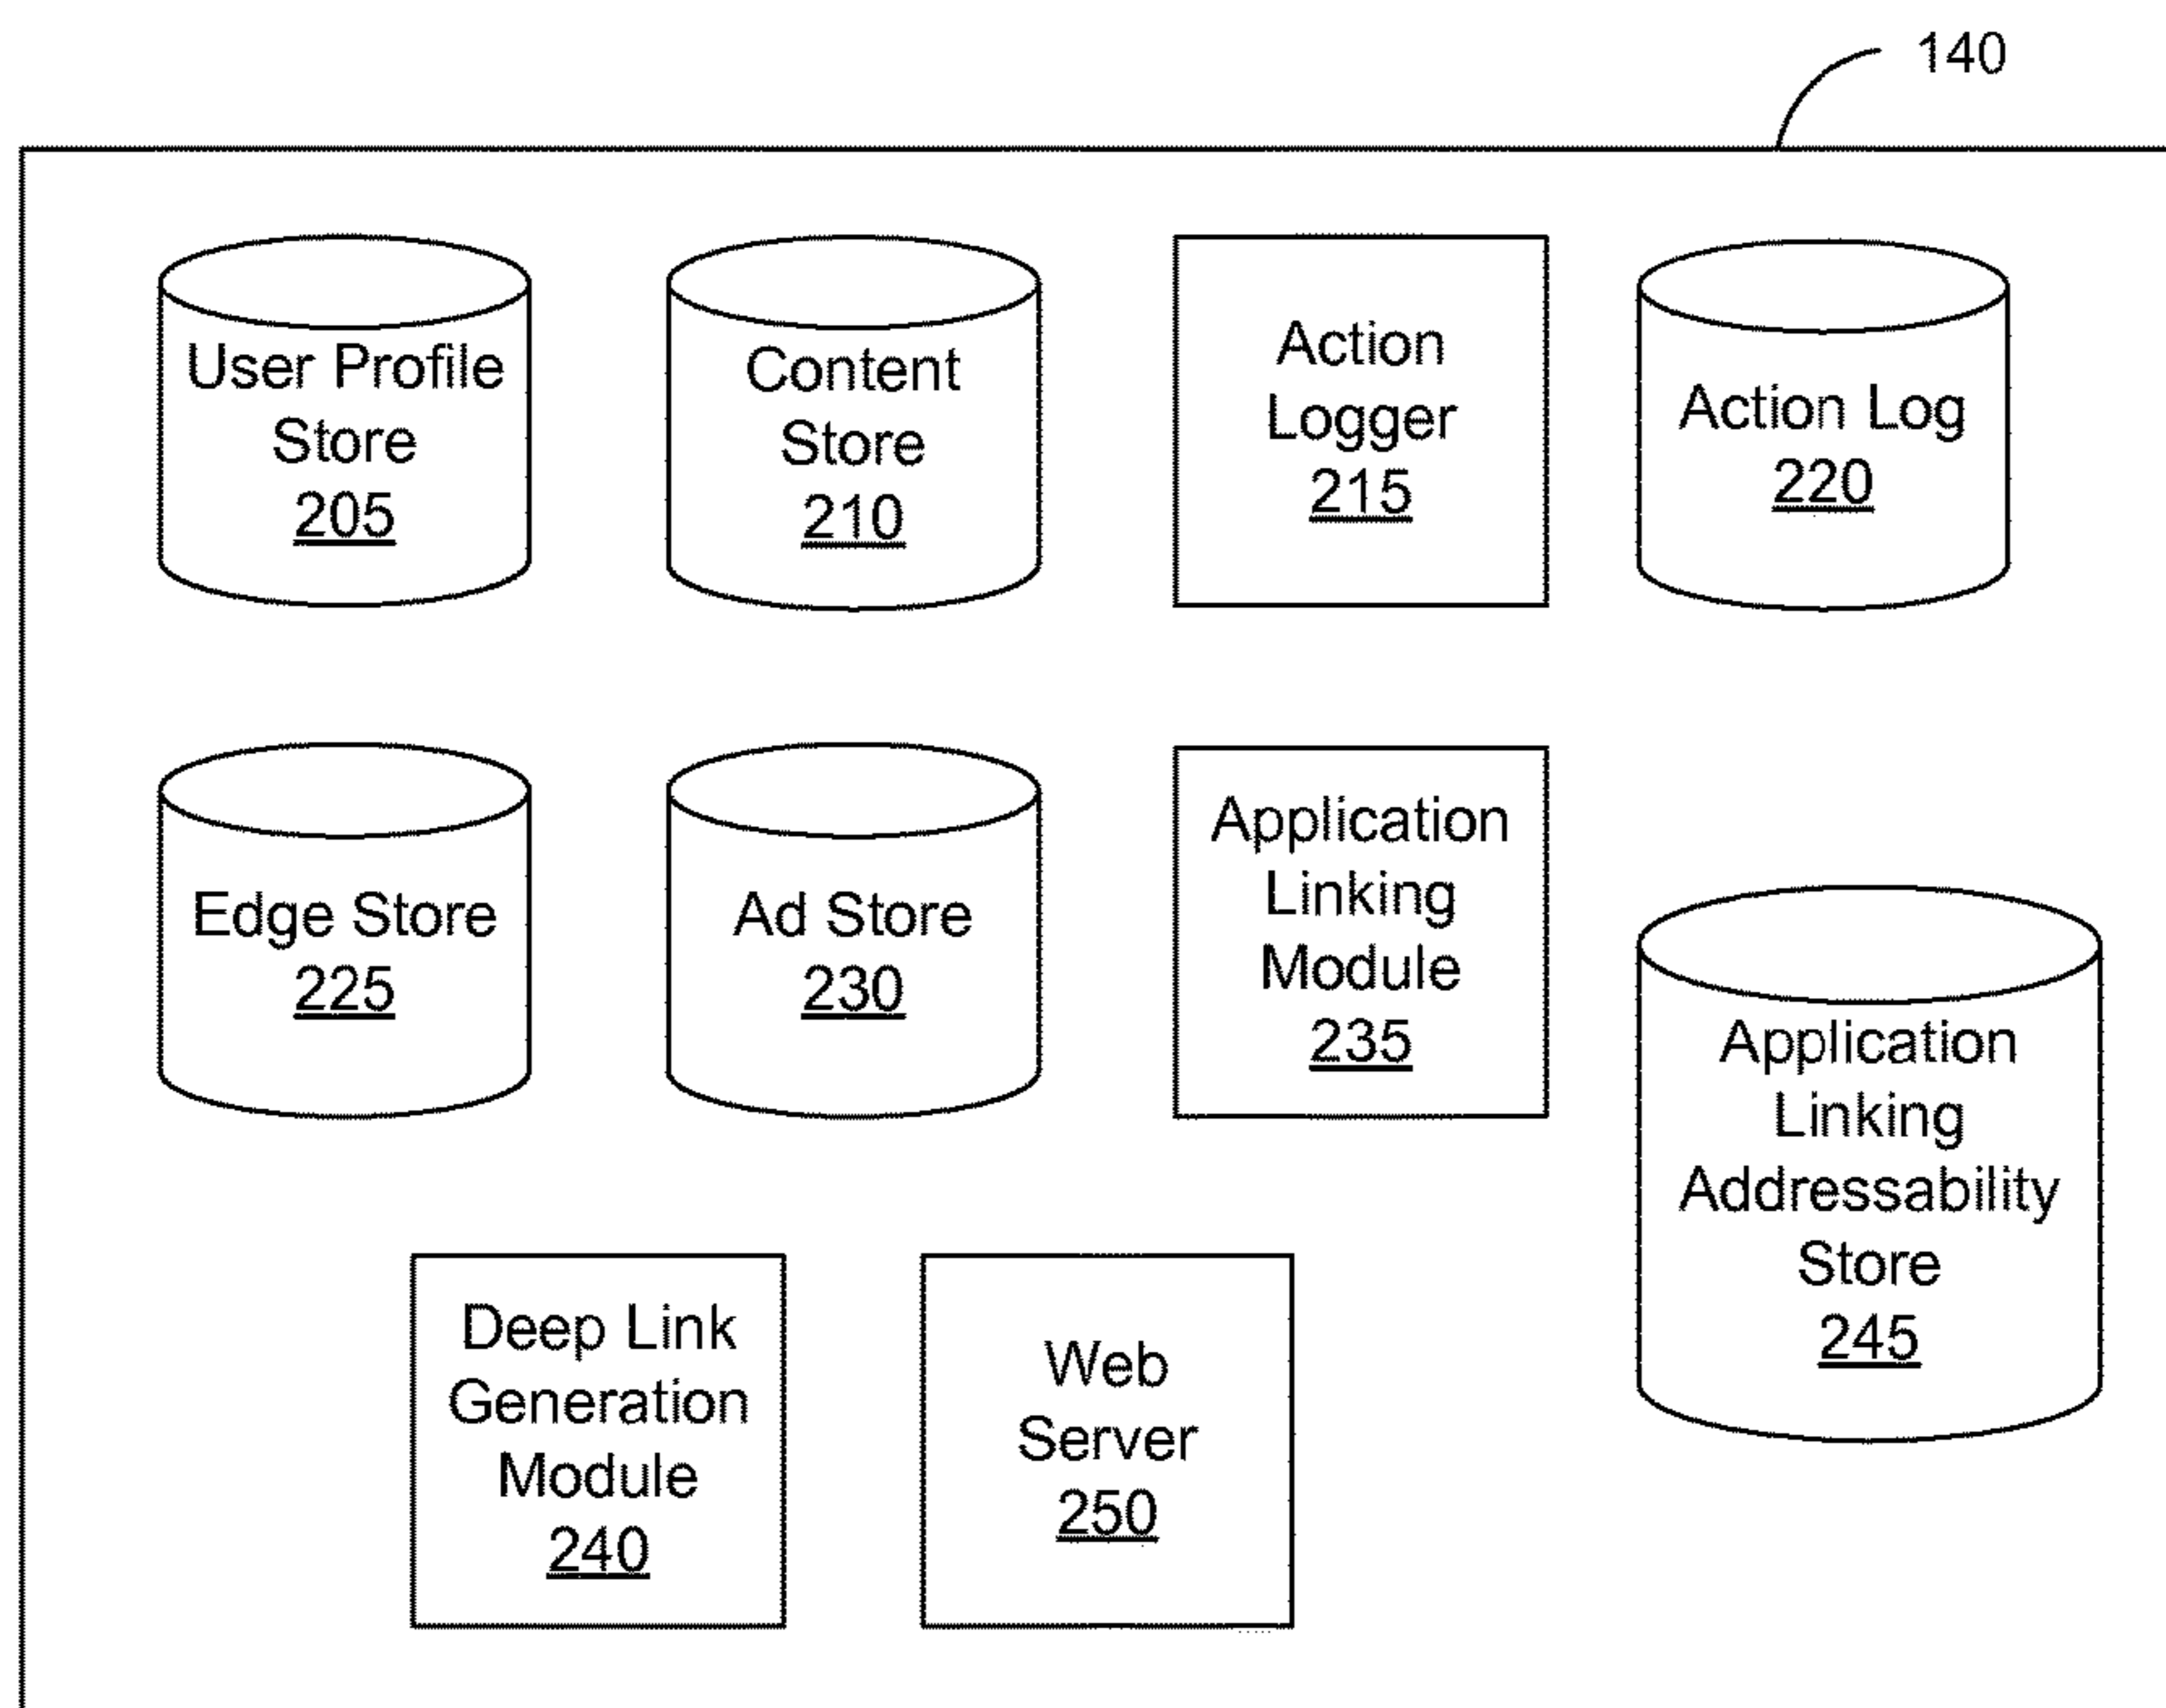 140
User Profile
Store
205
Content
Store
210
Action
Logger
215
Action Log
220
Edge Store
225
Ad Store
230
Application
Linking
Module
235
Application
Linking
Addressability
Store
245
Deep Link
Generation
Module
240
Web
Server
250